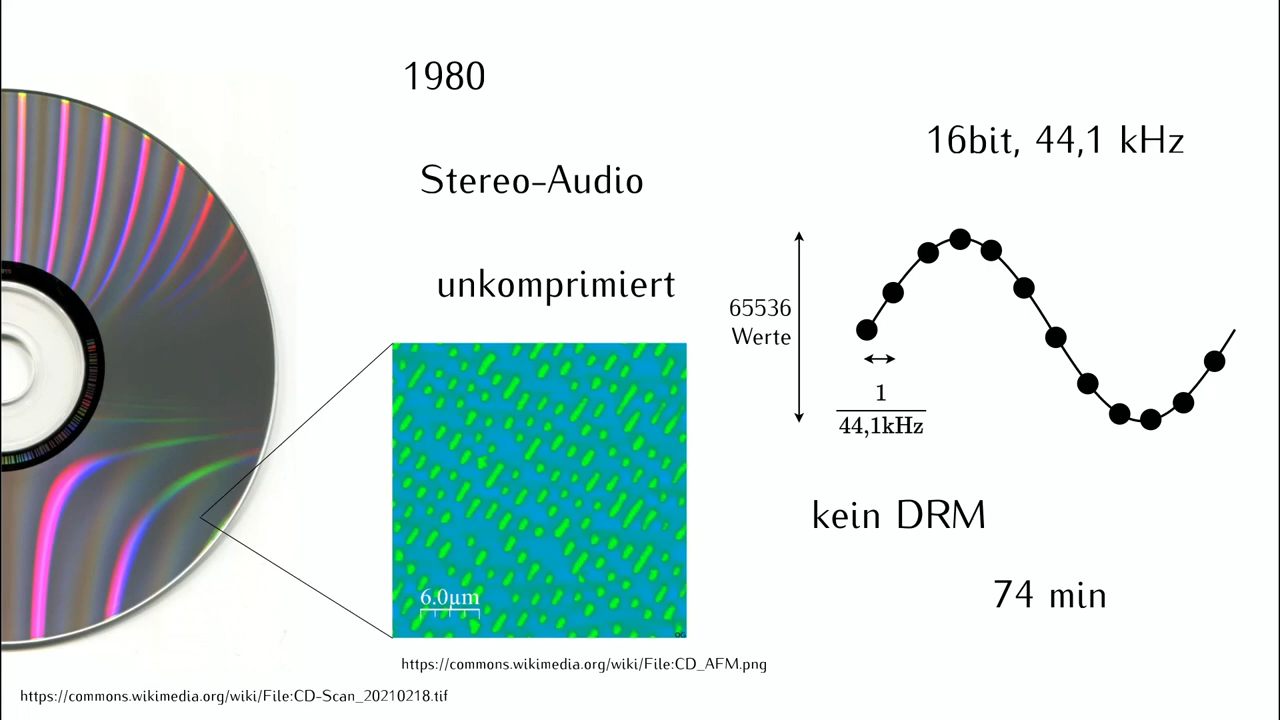 1980
16bit, 44,1 kHz
Stereo-Audio
unkomprimiert
65536
Werte
1
44,1kHz
kein DRM
74 min
6.0µm
OG
https://commons.wikimedia.org/wiki/File:CD_AFM.png
https://commons.wikimedia.org/wiki/File:CD-Scan_20210218.tif